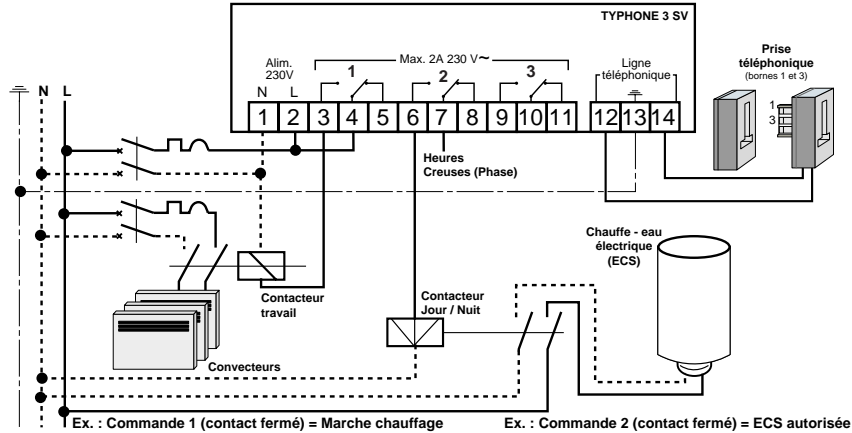 TYPHONE 3 SV
Alim.
230V
Max. 2A 230 V~
1
2
3
Ligne
téléphonique
Prise
téléphonique
(bornes 1 et 3)
N L
N L
1 2 3 4 5 6 7 8 9 10 11 12 13 14
1
3
Heures
Creuses (Phase)
Chauffe - eau
électrique
(ECS)
Contacteur
travail
Contacteur
Jour / Nuit
Convecteurs
Ex. : Commande 1 (contact fermé) = Marche chauffage
Ex. : Commande 2 (contact fermé) = ECS autorisée